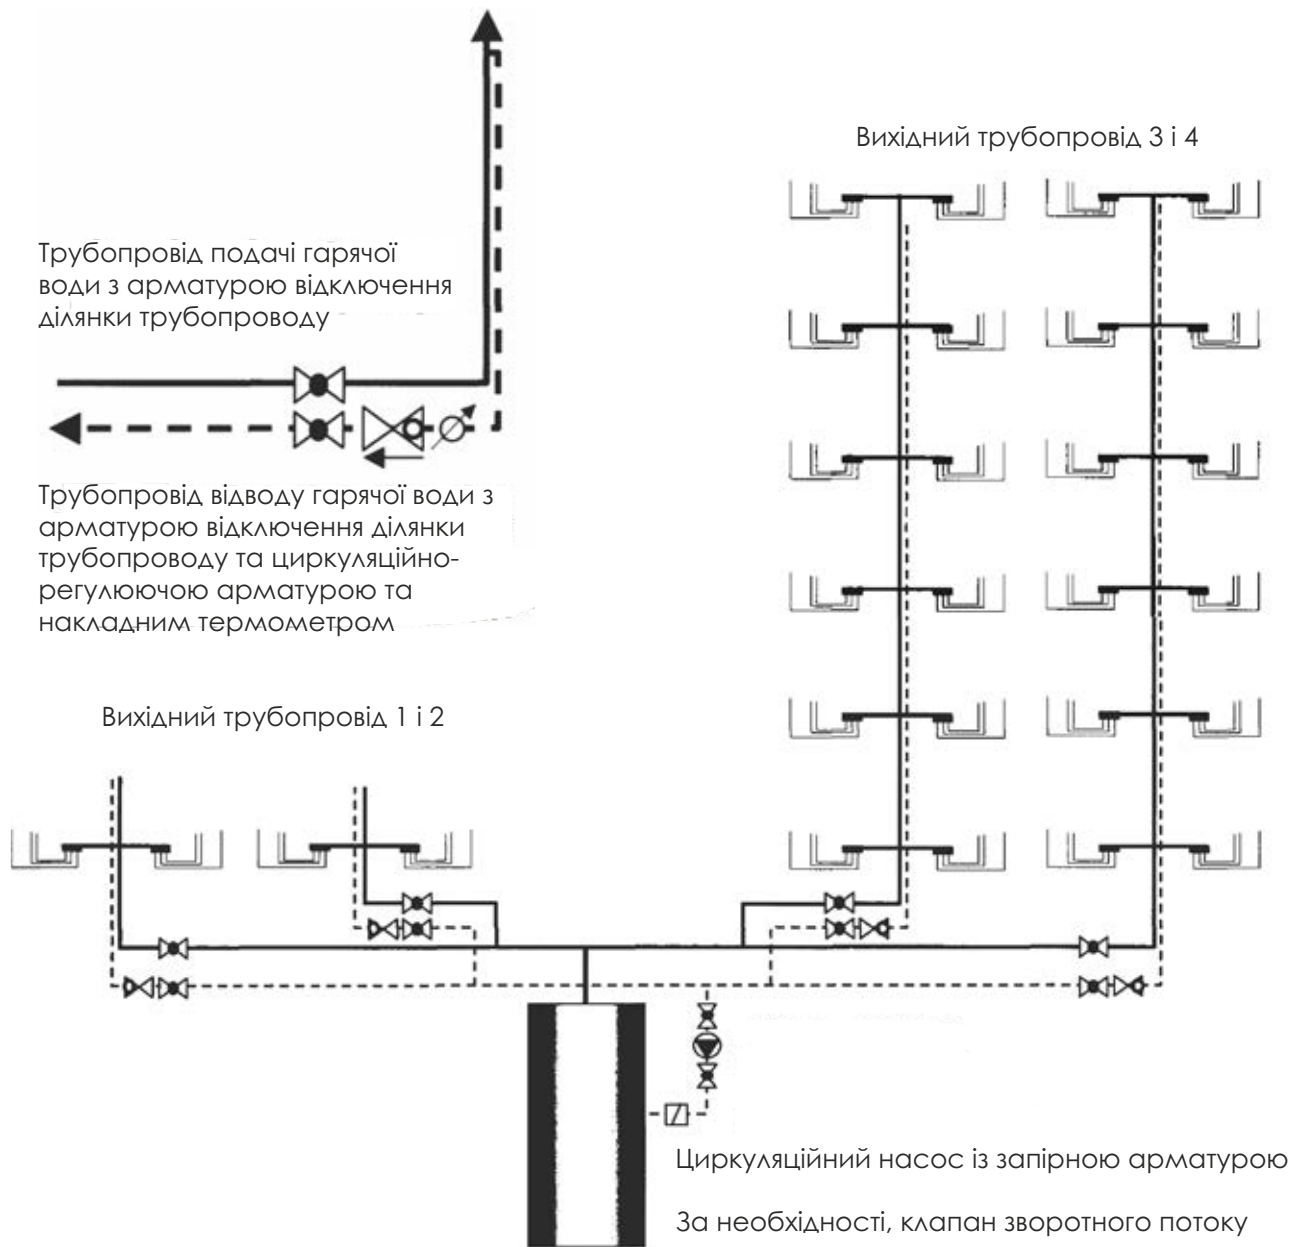 Вихідний трубопровід 3 і 4
Трубопровід подачі гарячої
води з арматурою відключення
ділянки трубопроводу
Трубопровід відводу гарячої води з
арматурою відключення ділянки
трубопроводу та циркуляційно-
регулюючою арматурою та
накладним термометром
Вихідний трубопровід 1 і 2
Циркуляційний насос із запірною арматурою
За необхідності, клапан зворотного потоку